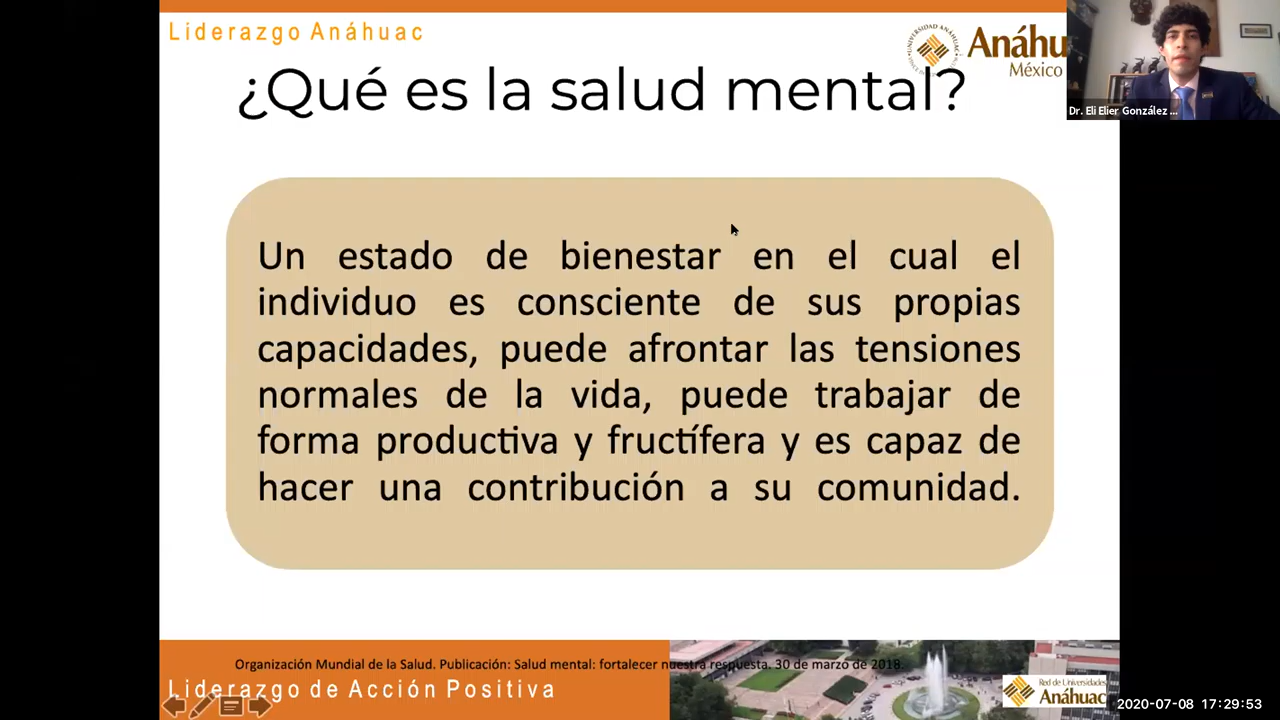 Liderazgo Anáhuac
¿Qué es la salud mental?
UNIVERSIDAD ANÁHUAC
Anáhu
México
Dr. Eli Elier González ...
Un estado de bienestar en el cual el
individuo es consciente de sus propias
capacidades, puede afrontar las tensiones
normales de la vida, puede trabajar de
forma productiva y fructífera y es capaz de
hacer una contribución a su comunidad.
Organización Mundial de la Salud. Publicación: Salud mental: fortalecer nuestra respuesta. 30 de marzo de 2018.
Liderazgo de Acción Positiva
Red de Universidades
Anáhuac
2020-07-08 17:29:53